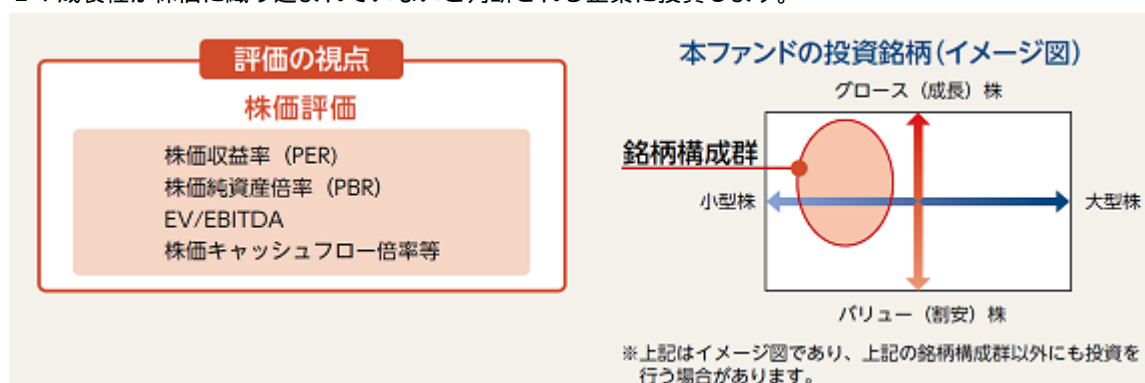 評価の視点
株価評価
株価収益率（PER）
株価純資産倍率（PBR）
EV/EBITDA
株価キャッシュフロー倍率等
本ファンドの投資銘柄（イメージ図）
グロース（成長）株
銘柄構成群
小型株
大型株
バリュー（割安）株
※上記はイメージ図であり、上記の銘柄構成群以外にも投資を
行う場合があります。